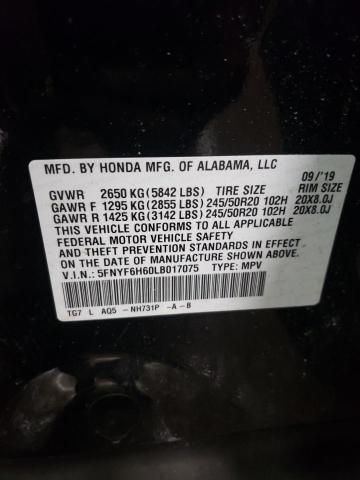 MFD. BY HONDA MFG. OF ALABAMA, LLC
09/'19
GVWR 2650 KG(5842 LBS) TIRE SIZE RIM SIZE
GAWR F 1295 KG(2855 LBS) 245/50R20 102H 20X8.0J
GAWR R 1425 KG(3142 LBS) 245/50R20 102H 20X8.0J
THIS VEHICLE CONFORMS TO ALL APPLICABLE
FEDERAL MOTOR VEHICLE SAFETY
AND THEFT PREVENTION STANDARDS IN EFFECT
ON THE DATE OF MANUFACTURE SHOWN ABOVE.
V.I.N.: 5FNYF6H60LB017075 TYPE: MPV
TG7 L AQ5 -NH731P -A-B